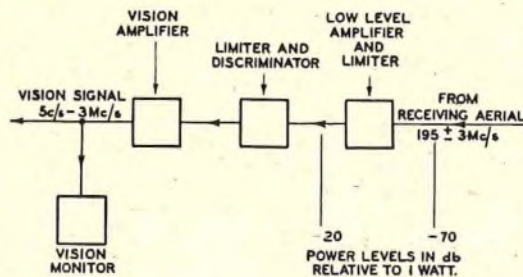 VISION
AMPLIFIER
LIMITER AND
DISCRIMINATOR
LOW LEVEL
AMPLIFIER
AND
LIMITER
VISION SIGNAL
5c/s - 3Mc/s
FROM
RECEIVING AERIAL
195 ± 3Mc/s
VISION
MONITOR
-20
-70
POWER LEVELS IN db
RELATIVE TO 1 WATT.